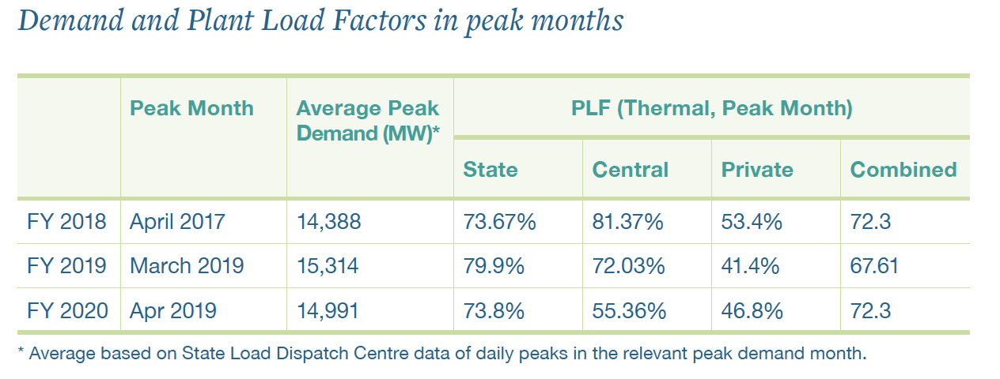 Demand and Plant Load Factors in peak months
Peak Month
Average Peak
Demand (MW)*
PLF (Thermal, Peak Month)
State Central Private Combined
FY 2018 April 2017 14,388 73.67% 81.37% 53.4% 72.3
FY 2019 March 2019 15,314 79.9% 72.03% 41.4% 67.61
FY 2020 Apr 2019 14,991 73.8% 55.36% 46.8% 72.3
* Average based on State Load Dispatch Centre data of daily peaks in the relevant peak demand month.